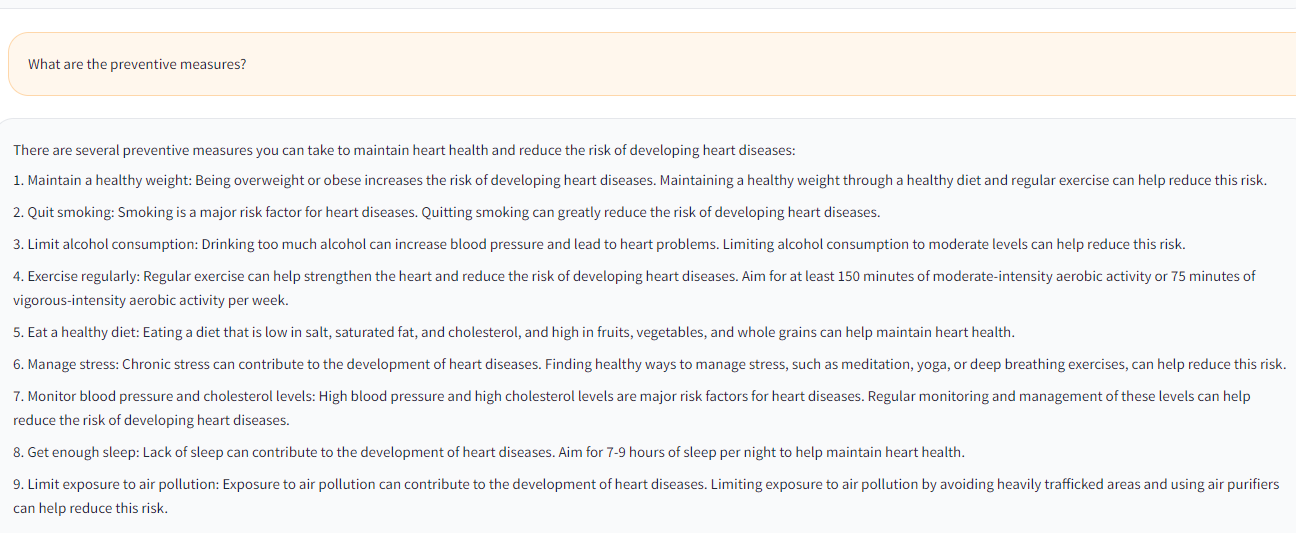 What are the preventive measures?
There are several preventive measures you can take to maintain heart health and reduce the risk of developing heart diseases:
1. Maintain a healthy weight: Being overweight or obese increases the risk of developing heart diseases. Maintaining a healthy weight through a healthy diet and regular exercise can help reduce this risk.
2. Quit smoking: Smoking is a major risk factor for heart diseases. Quitting smoking can greatly reduce the risk of developing heart diseases.
3. Limit alcohol consumption: Drinking too much alcohol can increase blood pressure and lead to heart problems. Limiting alcohol consumption to moderate levels can help reduce this risk.
4. Exercise regularly: Regular exercise can help strengthen the heart and reduce the risk of developing heart diseases. Aim for at least 150 minutes of moderate-intensity aerobic activity or 75 minutes of
vigorous-intensity aerobic activity per week.
5. Eat a healthy diet: Eating a diet that is low in salt, saturated fat, and cholesterol, and high in fruits, vegetables, and whole grains can help maintain heart health.
6. Manage stress: Chronic stress can contribute to the development of heart diseases. Finding healthy ways to manage stress, such as meditation, yoga, or deep breathing exercises, can help reduce this risk.
7. Monitor blood pressure and cholesterol levels: High blood pressure and high cholesterol levels are major risk factors for heart diseases. Regular monitoring and management of these levels can help
reduce the risk of developing heart diseases.
8. Get enough sleep: Lack of sleep can contribute to the development of heart diseases. Aim for 7-9 hours of sleep per night to help maintain heart health.
9. Limit exposure to air pollution: Exposure to air pollution can contribute to the development of heart diseases. Limiting exposure to air pollution by avoiding heavily trafficked areas and using air purifiers
can help reduce this risk.